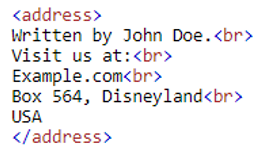 <address>
Written by John Doe.<br>
Visit us at:<br>
Example.com<br>
Box 564, Disneyland<br>
USA
</address>